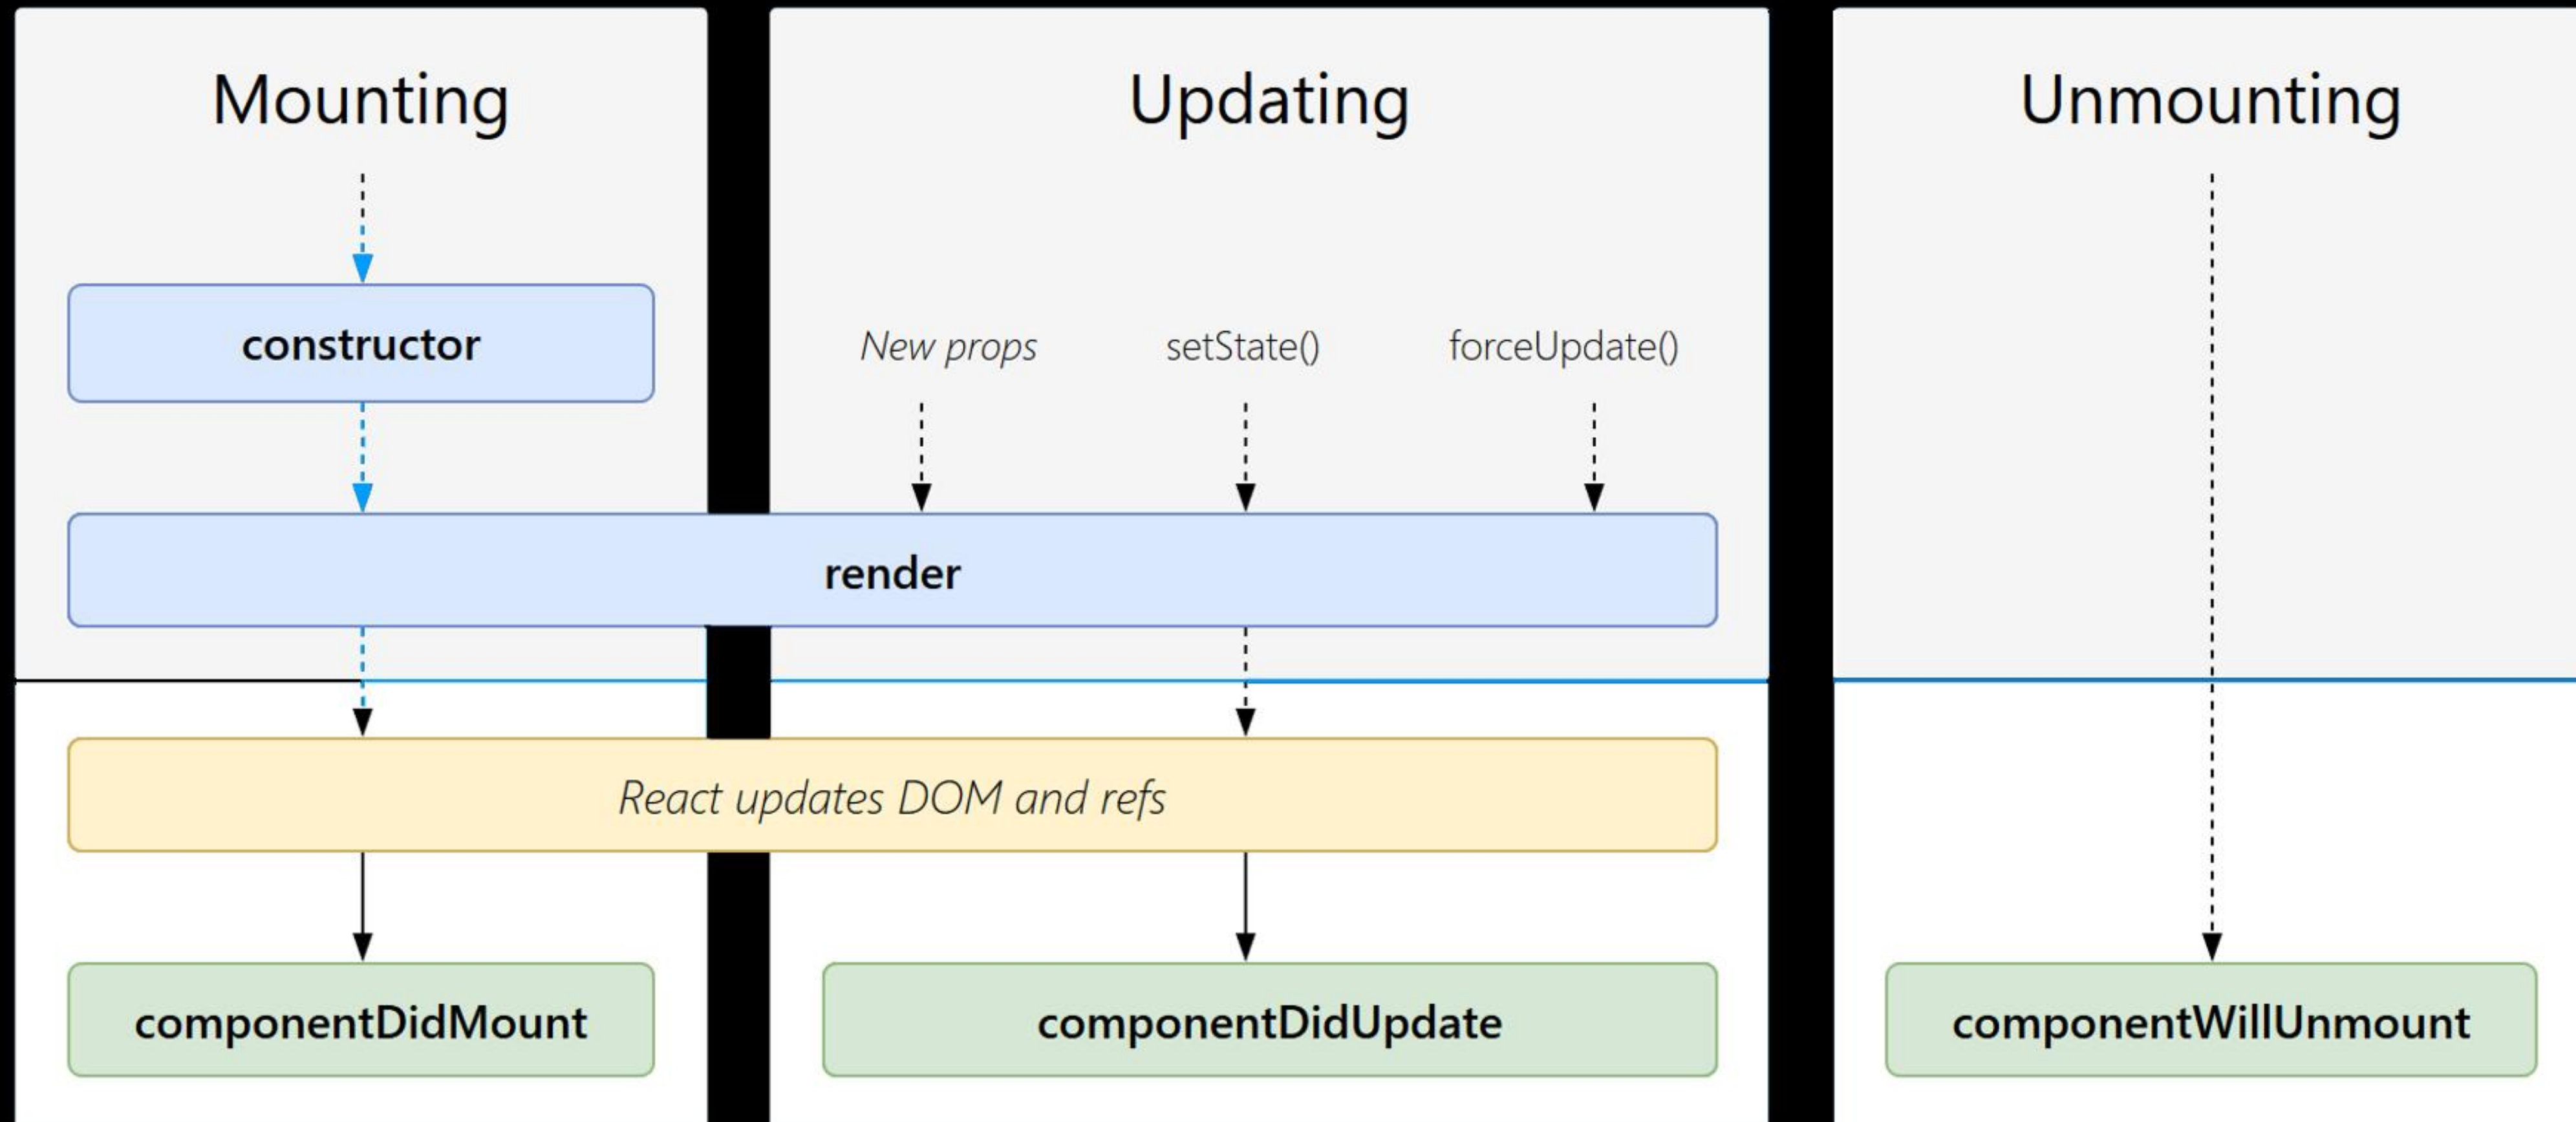 Mounting
Updating
Unmounting
constructor
New props
setState()
forceUpdate()
render
React updates DOM and refs
componentDidMount
componentDidUpdate
componentWillUnmount